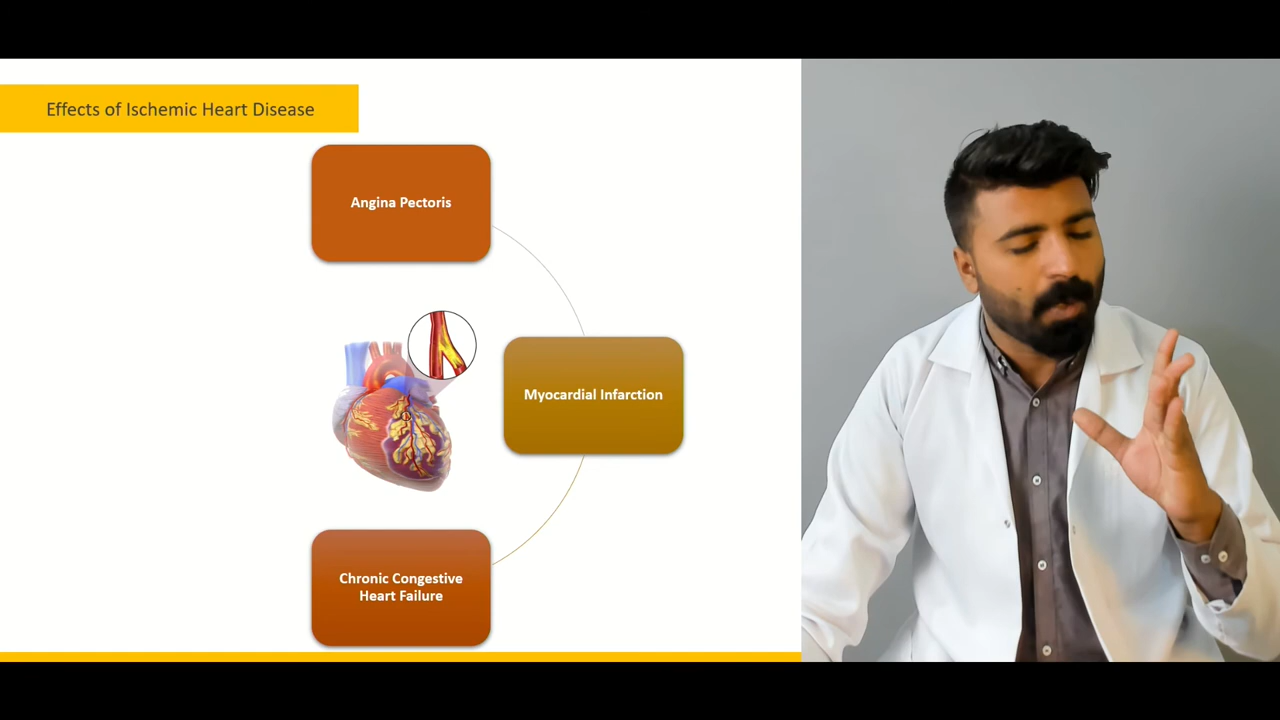 Effects of Ischemic Heart Disease
Angina Pectoris
Myocardial Infarction
Chronic Congestive
Heart Failure